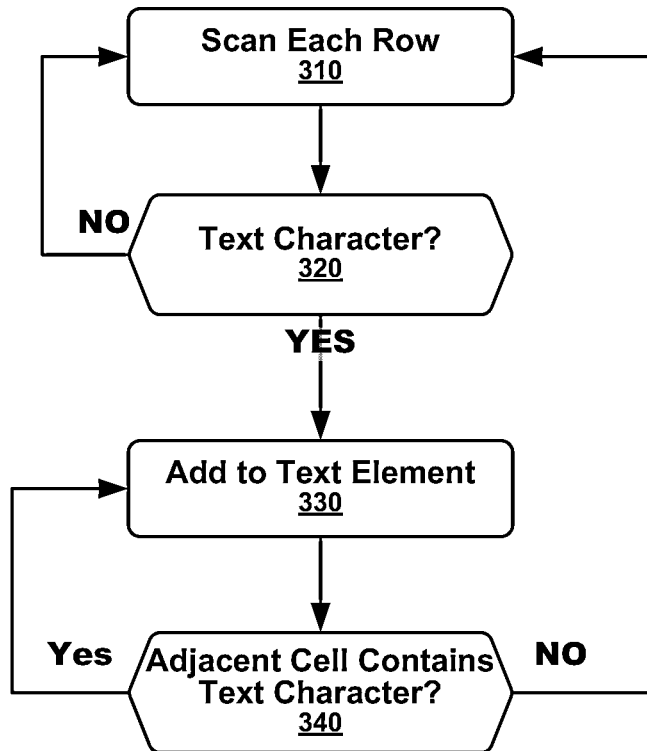 Scan Each Row
310
NO
Text Character?
320
YES
Add to Text Element
330
Yes
Adjacent Cell Contains
Text Character?
340
NO